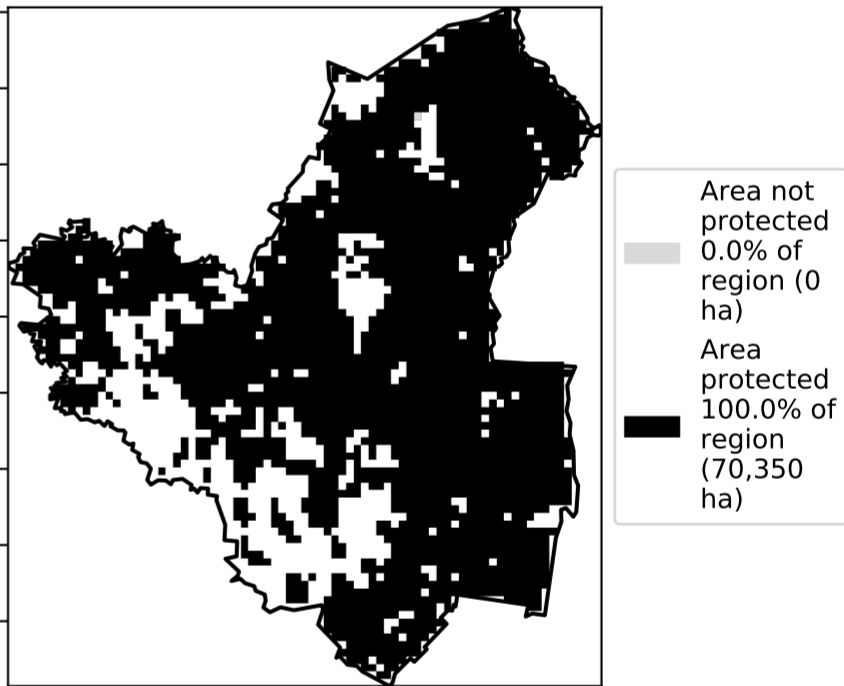 Area not
protected
0.0% of
region (0
ha)
Area
protected
100.0% of
region
(70,350
ha)